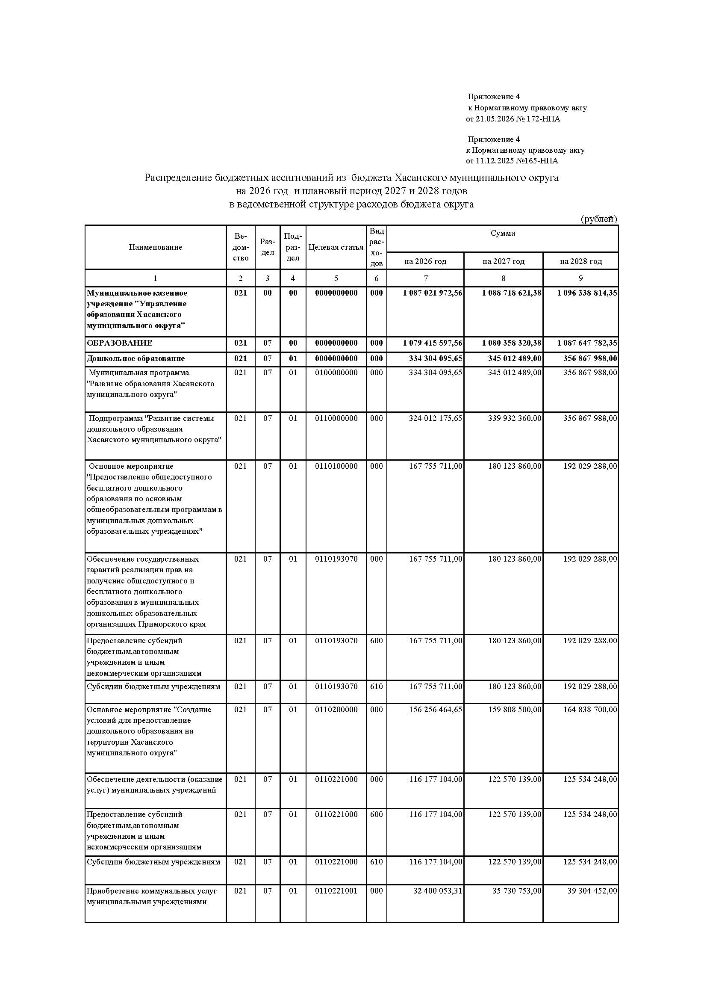 Приложение 4
к Нормативному правовому акту
от 21.05.2026 № 172-НПА
Приложение 4
к Нормативному правовому акту
от 11.12.2025 №165-НПА
Распределение бюджетных ассигнований из  бюджета Хасанского муниципального округа
на 2026 год  и плановый период 2027 и 2028 годов
в ведомственной структуре расходов бюджета округа
(рублей)
Наименование
Ве-
дом-
ство
Раз-
дел
Под-
раз-
дел
Целевая статья
Вид
рас-
хо-
дов
Сумма
на 2026 год на 2027 год на 2028 год
1 2 3 4 5 6 7 8 9
Муниципальное казенное 021 00 00 0000000000 000 1 087 021 972,56 1 088 718 621,38 1 096 338 814,35
учреждение "Управление
образования Хасанского
муниципального округа"
ОБРАЗОВАНИЕ 021 07 00 0000000000 000 1 079 415 597,56 1 080 358 320,38 1 087 647 782,35
Дошкольное образование 021 07 01 0000000000 000 334 304 095,65 345 012 489,00 356 867 988,00
Муниципальная программа 021 07 01 0100000000 000 334 304 095,65 345 012 489,00 356 867 988,00
"Развитие образования Хасанского
муниципального округа"
Подпрограмма "Развитие системы 021 07 01 0110000000 000 324 012 175,65 339 932 360,00 356 867 988,00
дошкольного образования
Хасанского муниципального округа"
Основное мероприятие 021 07 01 0110100000 000 167 755 711,00 180 123 860,00 192 029 288,00
"Предоставление общедоступного
бесплатного дошкольного
образования по основным
общеобразовательным программам в
муниципальных дошкольных
образовательных учреждениях"
Обеспечение государственных 021 07 01 0110193070 000 167 755 711,00 180 123 860,00 192 029 288,00
гарантий реализации прав на
получение общедоступного и
бесплатного дошкольного
образования в муниципальных
дошкольных образовательных
организациях Приморского края
Предоставление субсидий 021 07 01 0110193070 600 167 755 711,00 180 123 860,00 192 029 288,00
бюджетным,автономным
учреждениям и иным
некоммерческим организациям
Субсидии бюджетным учреждениям 021 07 01 0110193070 610 167 755 711,00 180 123 860,00 192 029 288,00
Основное мероприятие "Создание 021 07 01 0110200000 000 156 256 464,65 159 808 500,00 164 838 700,00
условий для предоставление
дошкольного образования на
территории Хасанского
муниципального округа"
Обеспечение деятельности (оказание 021 07 01 0110221000 000 116 177 104,00 122 570 139,00 125 534 248,00
услуг) муниципальных учреждений
Предоставление субсидий 021 07 01 0110221000 600 116 177 104,00 122 570 139,00 125 534 248,00
бюджетным,автономным
учреждениям и иным
некоммерческим организациям
Субсидии бюджетным учреждениям 021 07 01 0110221000 610 116 177 104,00 122 570 139,00 125 534 248,00
Приобретение коммунальных услуг 021 07 01 0110221001 000 32 400 053,31 35 730 753,00 39 304 452,00
муниципальными учреждениями